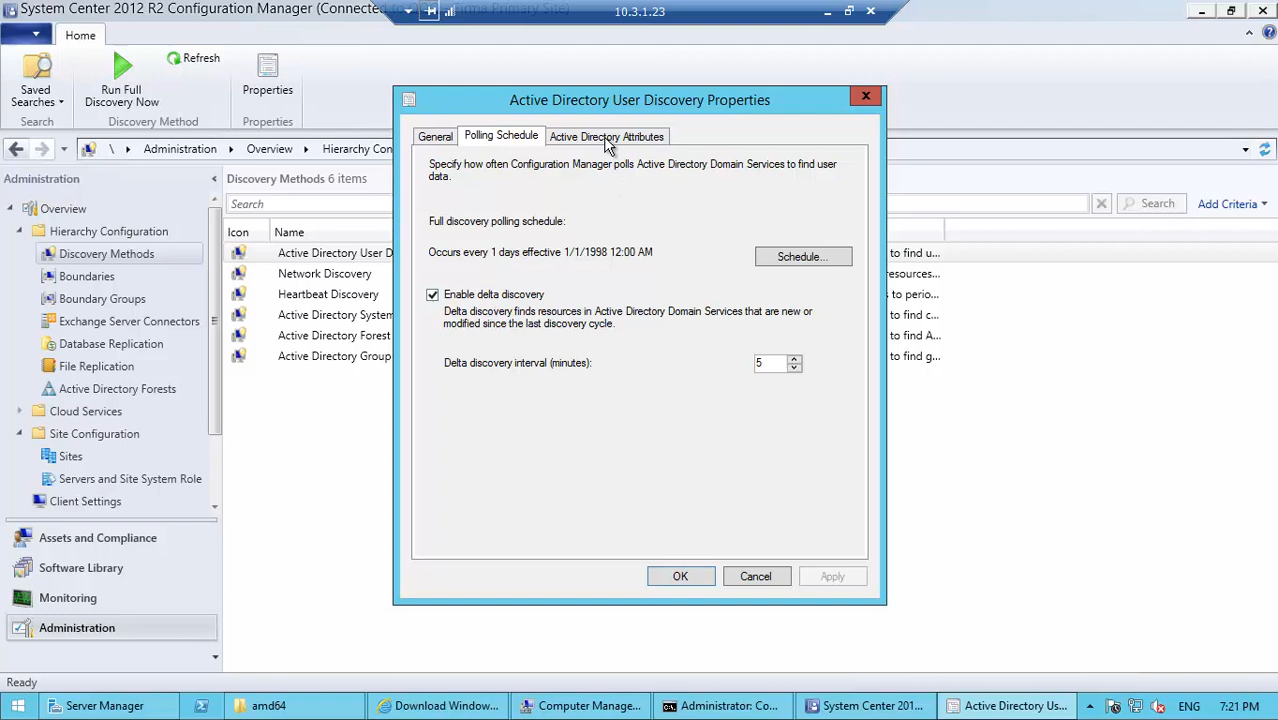 System Center 2012 R2 Configuration Manager (Connected to
Primary Site)
10.3.1.23
Home
Saved
Searches
Run Full
Discovery Now
Refresh
Properties
Search
Discovery Method
Properties
\ Administration Overview Hierarchy Con
Administration
Overview
Hierarchy Configuration
Discovery Methods
Boundaries
Boundary Groups
Exchange Server Connectors
Database Replication
File Replication
Active Directory Forests
Cloud Services
Site Configuration
Sites
Servers and Site System Role
Client Settings
Assets and Compliance
Software Library
Monitoring
Administration
Discovery Methods 6 items
Search
Search
Add Criteria
Icon
Name
Active Directory User D
to find u...
Network Discovery
resources...
Heartbeat Discovery
s to perio...
Active Directory System
to find c...
Active Directory Forest
to find A...
Active Directory Group
to find g...
Active Directory User Discovery Properties
General
Polling Schedule
Active Directory Attributes
Specify how often Configuration Manager polls Active Directory Domain Services to find user
data.
Full discovery polling schedule:
Occurs every 1 days effective 1/1/1998 12:00 AM
Schedule...
Enable delta discovery
Delta discovery finds resources in Active Directory Domain Services that are new or
modified since the last discovery cycle.
Delta discovery interval (minutes):
5
OK
Cancel
Apply
Ready
Server Manager
amd64
Download Window...
Computer Manage...
Administrator: Co...
System Center 201...
Active Directory Us...
ENG
7:21 PM